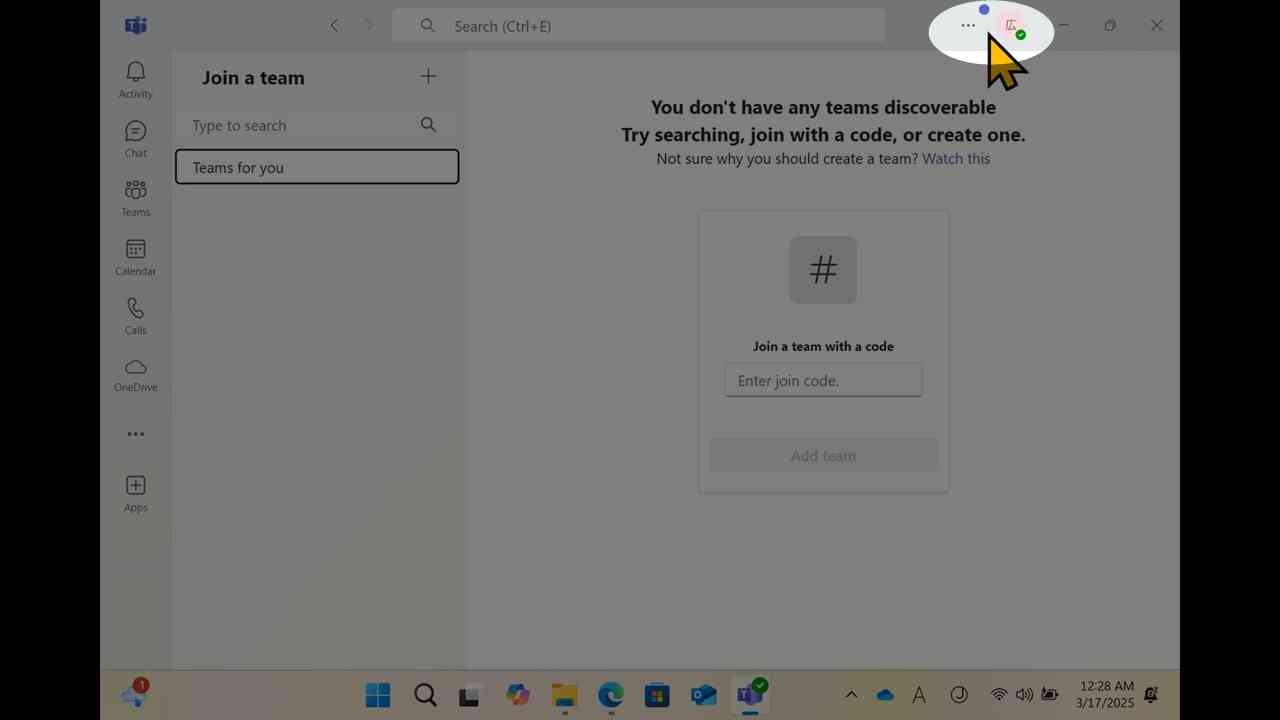 Search (Ctrl+E)
Activity
Chat
Teams
Calendar
Calls
OneDrive
Apps
Join a team
Type to search
Teams for you
You don't have any teams discoverable
Try searching, join with a code, or create one.
Not sure why you should create a team? Watch this
Join a team with a code
Enter join code.
Add team
1
12:28 AM
3/17/2025